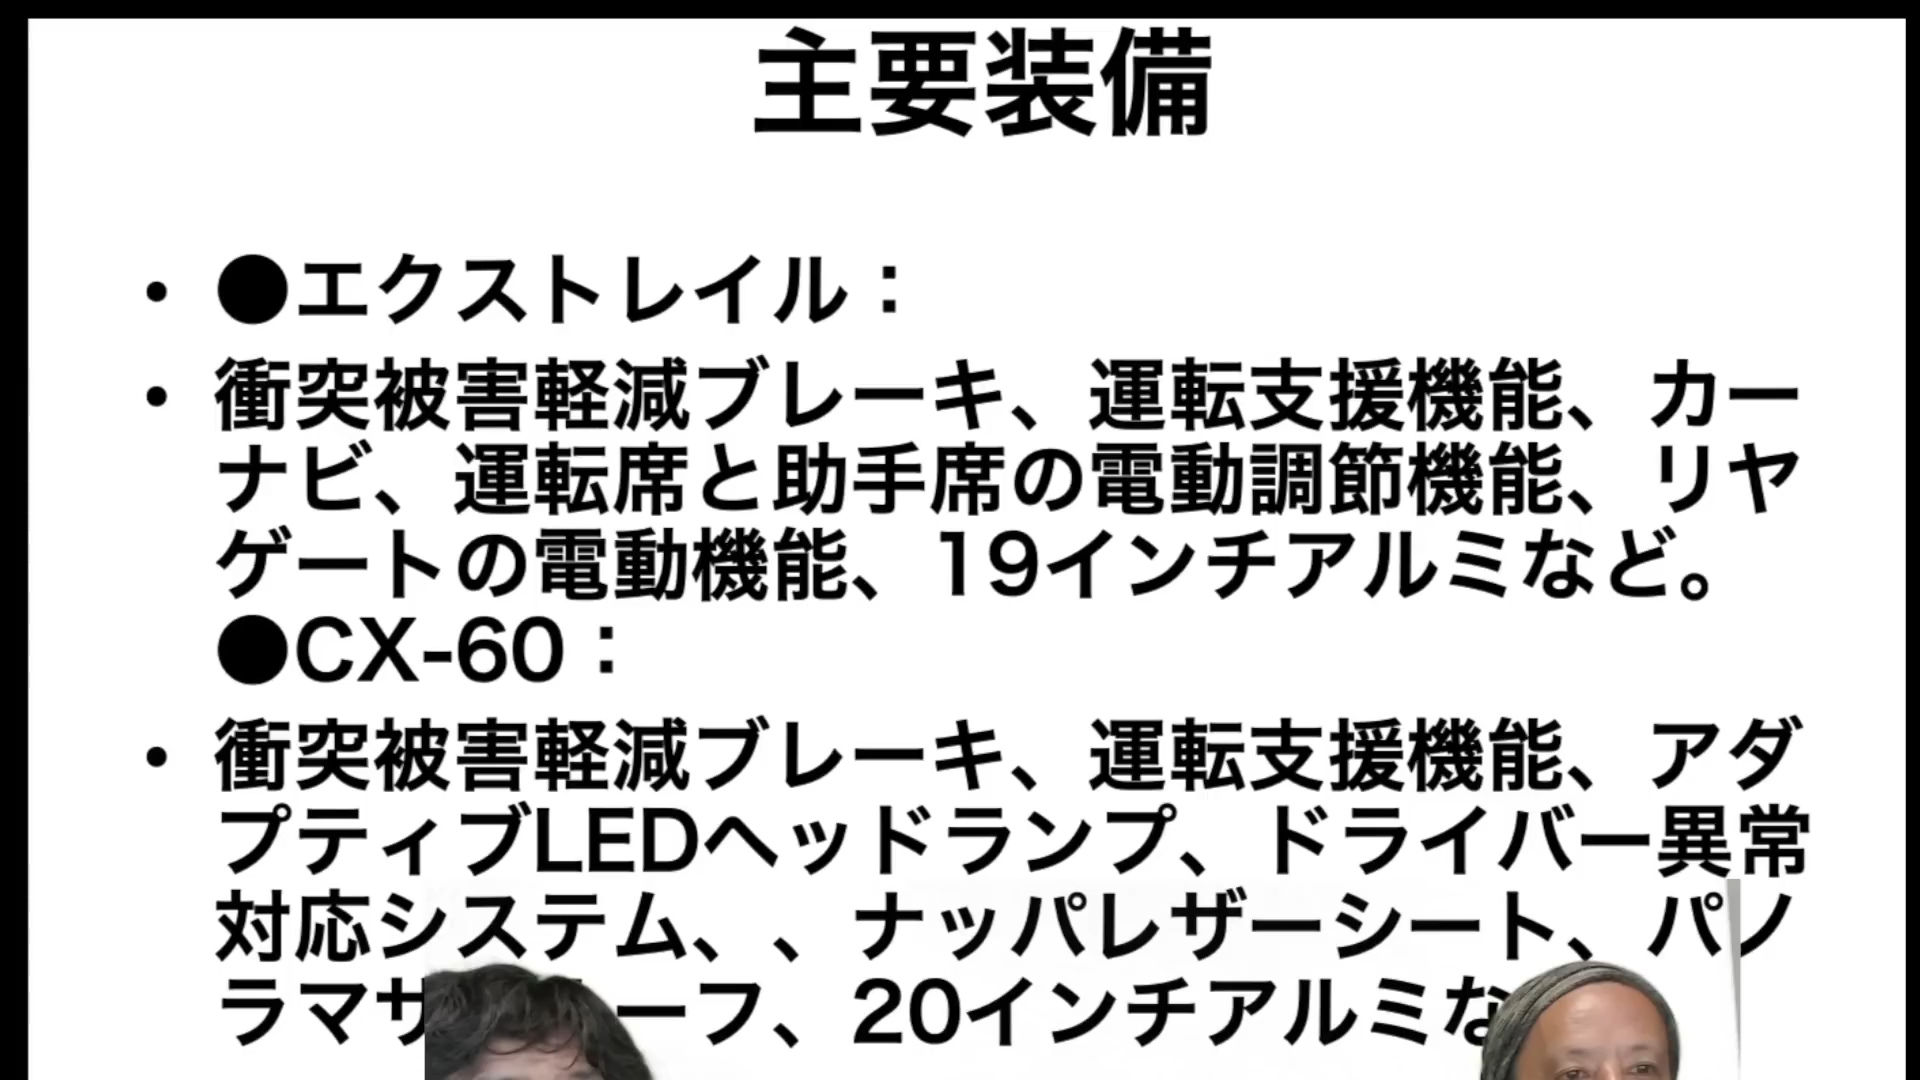 主要装備
• ●エクストレイル：
• 衝突被害軽減ブレーキ、運転支援機能、カー
ナビ、運転席と助手席の電動調節機能、リヤ
ゲートの電動機能、19インチアルミなど。
●CX-60：
• 衝突被害軽減ブレーキ、運転支援機能、アダ
プティブLEDヘッドランプ、ドライバー異常
対応システム、、ナッパレザーシート、パノ
ラマサ ーフ、20インチアルミな